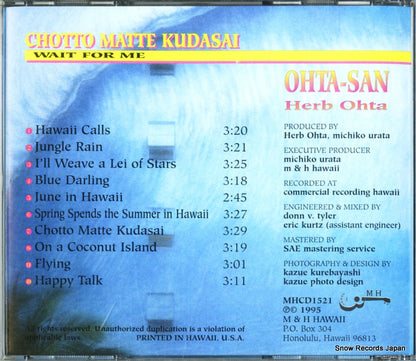 CHOTTO MATTE KUDASAI
WAIT FOR ME
OHTA-SAN
Herb Ohta
Hawaii Calls 3:20
Jungle Rain 3:21
I'll Weave a Lei of Stars 3:25
Blue Darling 3:18
June in Hawaii 2:45
Spring Spends the Summer in Hawaii 3:27
Chotto Matte Kudasai 3:29
On a Coconut Island 3:19
Flying 3:01
Happy Talk 3:11
All rights reserved. Unauthorized duplication is a violation of
applicable laws. PRINTED IN HAWAII, U.S.A.
PRODUCED BY
Herb Ohta, michiko urata
EXECUTIVE PRODUCER
michiko urata
m & h hawaii
RECORDED AT
commercial recording hawaii
ENGINEERED & MIXED BY
donn v. tyler
eric kurtz (assistant engineer)
MASTERED BY
SAE mastering service
PHOTOGRAPHY & DESIGN BY
kazue kurebayashi
kazue photo design
M H
MHCD1521
℗ © 1995
M & H HAWAII
P.O. Box 304
Honolulu, Hawaii 96813
Snow Records Japan